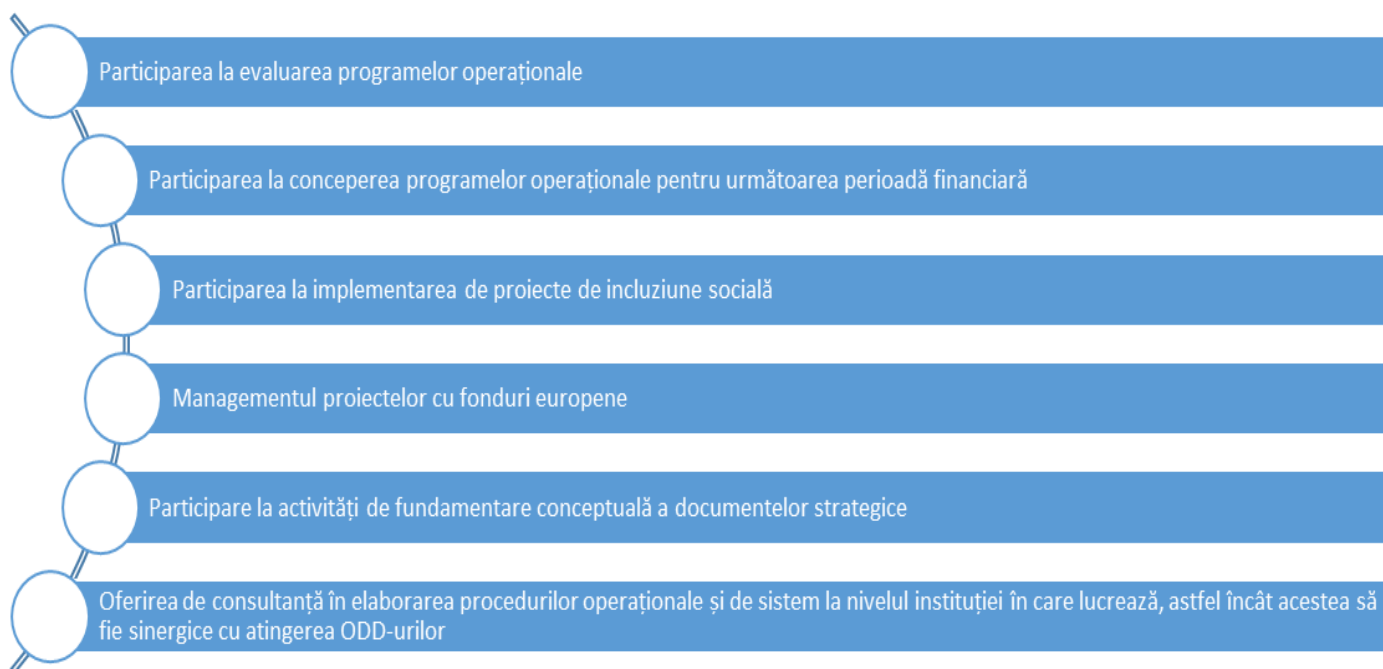 Participarea la evaluarea programelor operaționale
Participarea la conceperea programelor operaționale pentru următoarea perioadă financiară
Participarea la implementarea de proiecte de incluziune socială
Managementul proiectelor cu fonduri europene
Participare la activități de fundamentare conceptuală a documentelor strategice
Oferirea de consultanță în elaborarea procedurilor operaționale și de sistem la nivelul instituției în care lucrează, astfel încât acestea să
fie sinergice cu atingerea ODD-urilor